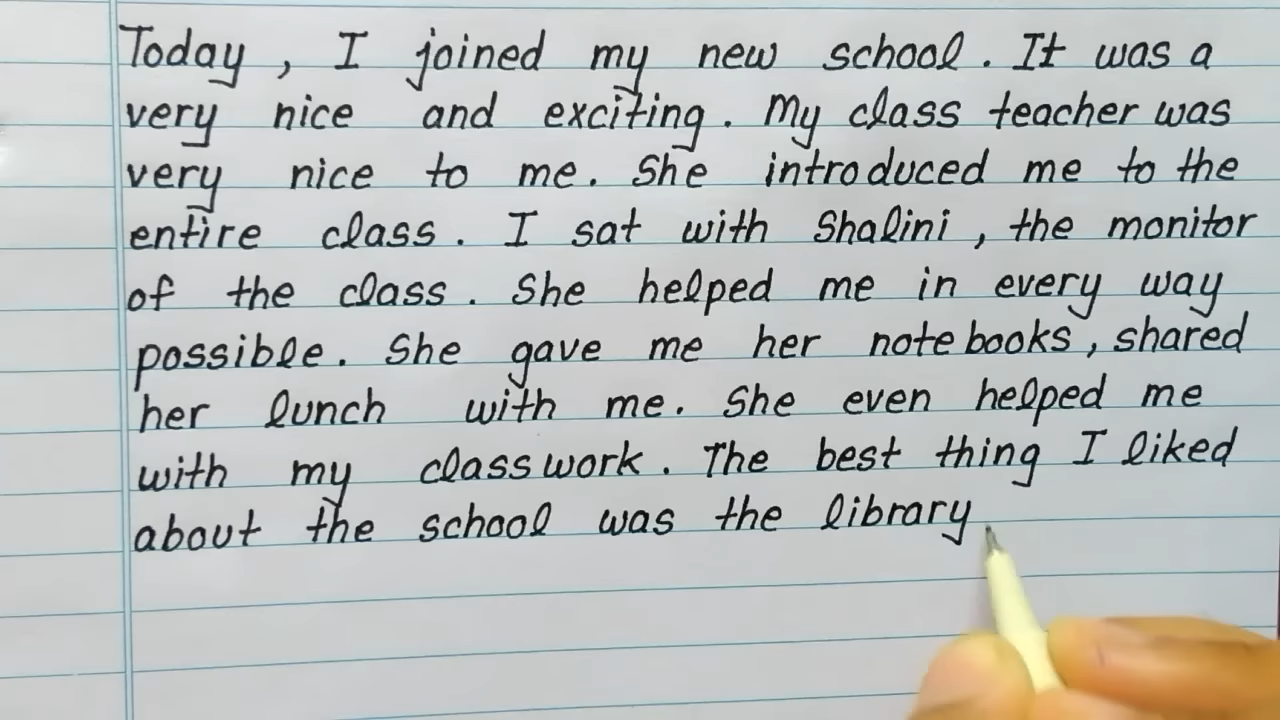 Today, I joined my new school. It was a
very nice and exciting. My class teacher was
very nice to me. She introduced me to the
entire class. I sat with Shalini, the monitor
of the class. She helped me in every way
possible. She gave me her notebooks, shared
her lunch with me. She even helped me
with my classwork. The best thing I liked
about the school was the library